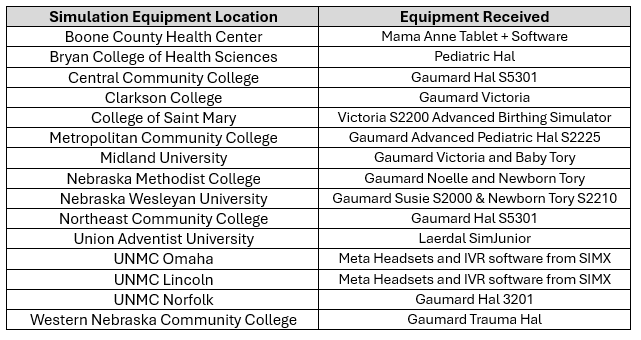 Simulation Equipment Location Equipment Received
Boone County Health Center Mama Anne Tablet + Software
Bryan College of Health Sciences Pediatric Hal
Central Community College Gaumard Hal S5301
Clarkson College Gaumard Victoria
College of Saint Mary Victoria S2200 Advanced Birthing Simulator
Metropolitan Community College Gaumard Advanced Pediatric Hal S2225
Midland University Gaumard Victoria and Baby Tory
Nebraska Methodist College Gaumard Noelle and Newborn Tory
Nebraska Wesleyan University Gaumard Susie S2000 & Newborn Tory S2210
Northeast Community College Gaumard Hal S5301
Union Adventist University Laerdal SimJunior
UNMC Omaha Meta Headsets and IVR software from SIMX
UNMC Lincoln Meta Headsets and IVR software from SIMX
UNMC Norfolk Gaumard Hal 3201
Western Nebraska Community College Gaumard Trauma Hal